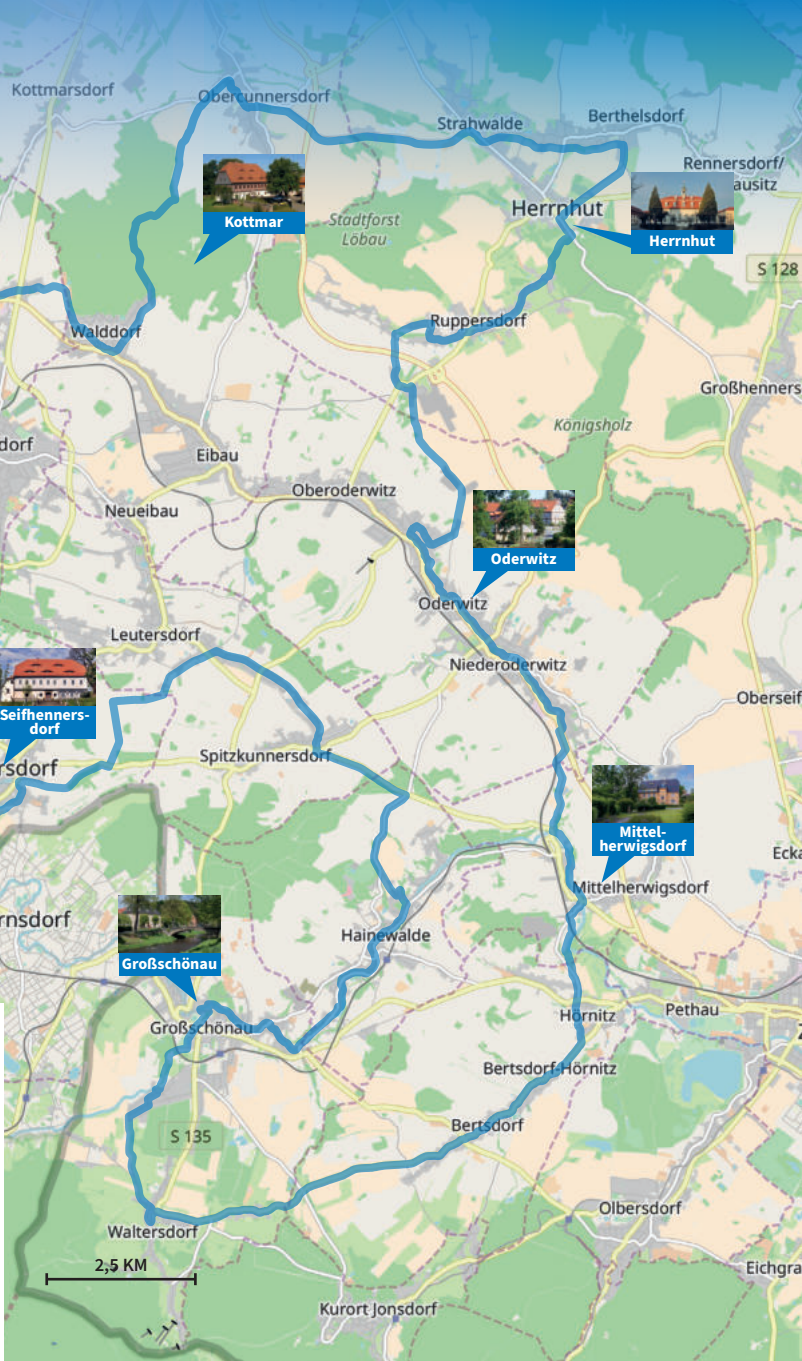 Kottmarsdorf
Obercunnersdorf
Strahwalde
Berthelsdorf
Rennersdorf/
ausitz
Kottmar
Stadtforst
Löbau
Herrnhut
Herrnhut
S 128
Walddorf
Ruppersdorf
Großhenners
Königsholz
dorf
Eibau
Oberoderwitz
Neueibau
Oderwitz
Oderwitz
Leutersdorf
Niederoderwitz
Seifhenners-
dorf
Oberseif
Spitzkunnersdorf
rsdorf
Mittel-
herwigsdorf
Ecka
Mittelherwigsdorf
rnsdorf
Hainewalde
Großschönau
Großschönau
Hörnitz
Pethau
Bertsdorf-Hörnitz
Bertsdorf
S 135
Olbersdorf
Waltersdorf
2,5 KM
Eichgra
Kurort Jonsdorf